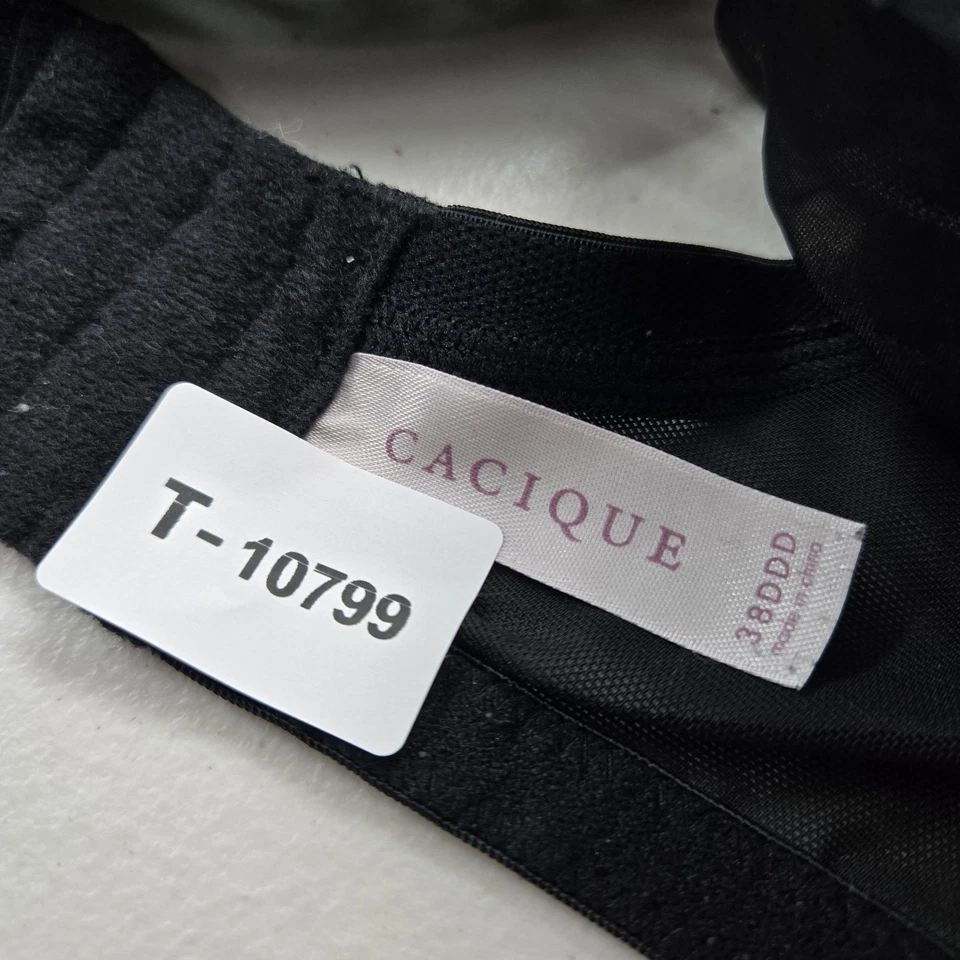 CACIQUE
38DDD
made in china
T-10799